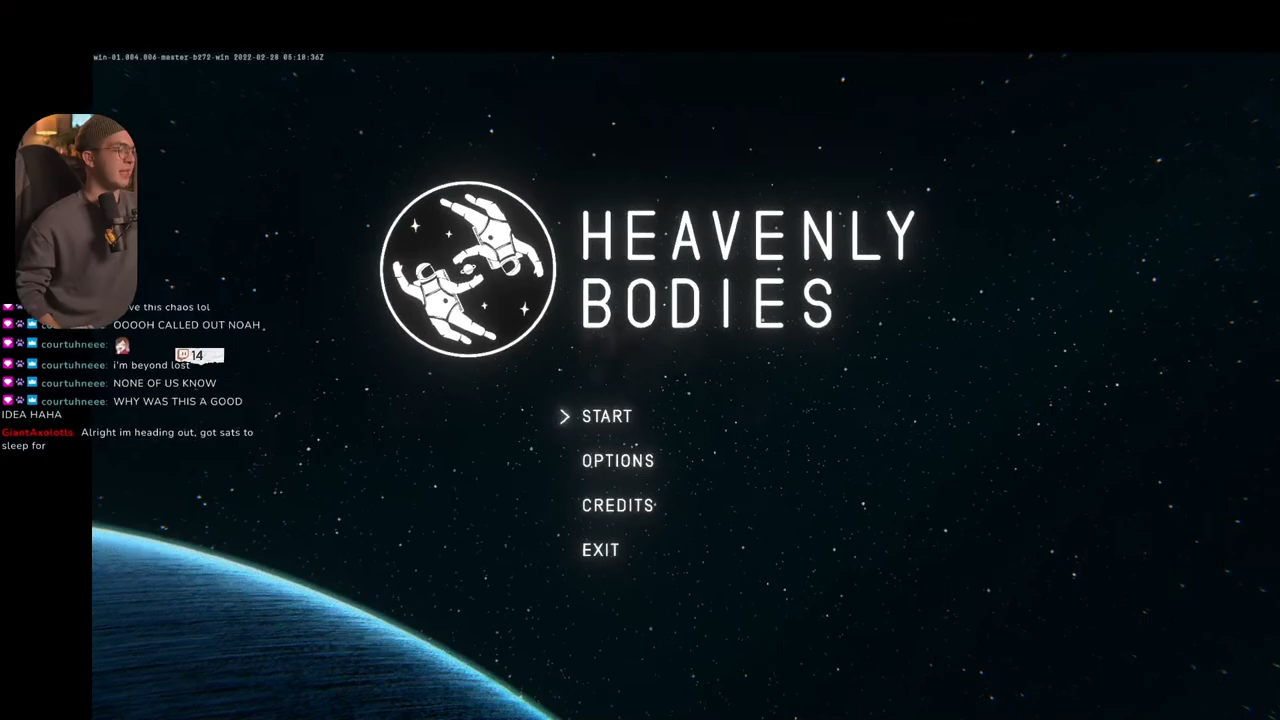 win-01.004.006-master-b272-win 2022-02-28 05:18:36Z
HEAVENLY
BODIES
START
OPTIONS
CREDITS
EXIT
ve this chaos lol
OOOOH CALLED OUT NOAH
courtuhneee:
14
courtuhneee: i'm beyond lost
courtuhneee: NONE OF US KNOW
courtuhneee: WHY WAS THIS A GOOD
IDEA HAHA
GiantAxolotls: Alright im heading out, got sats to
sleep for